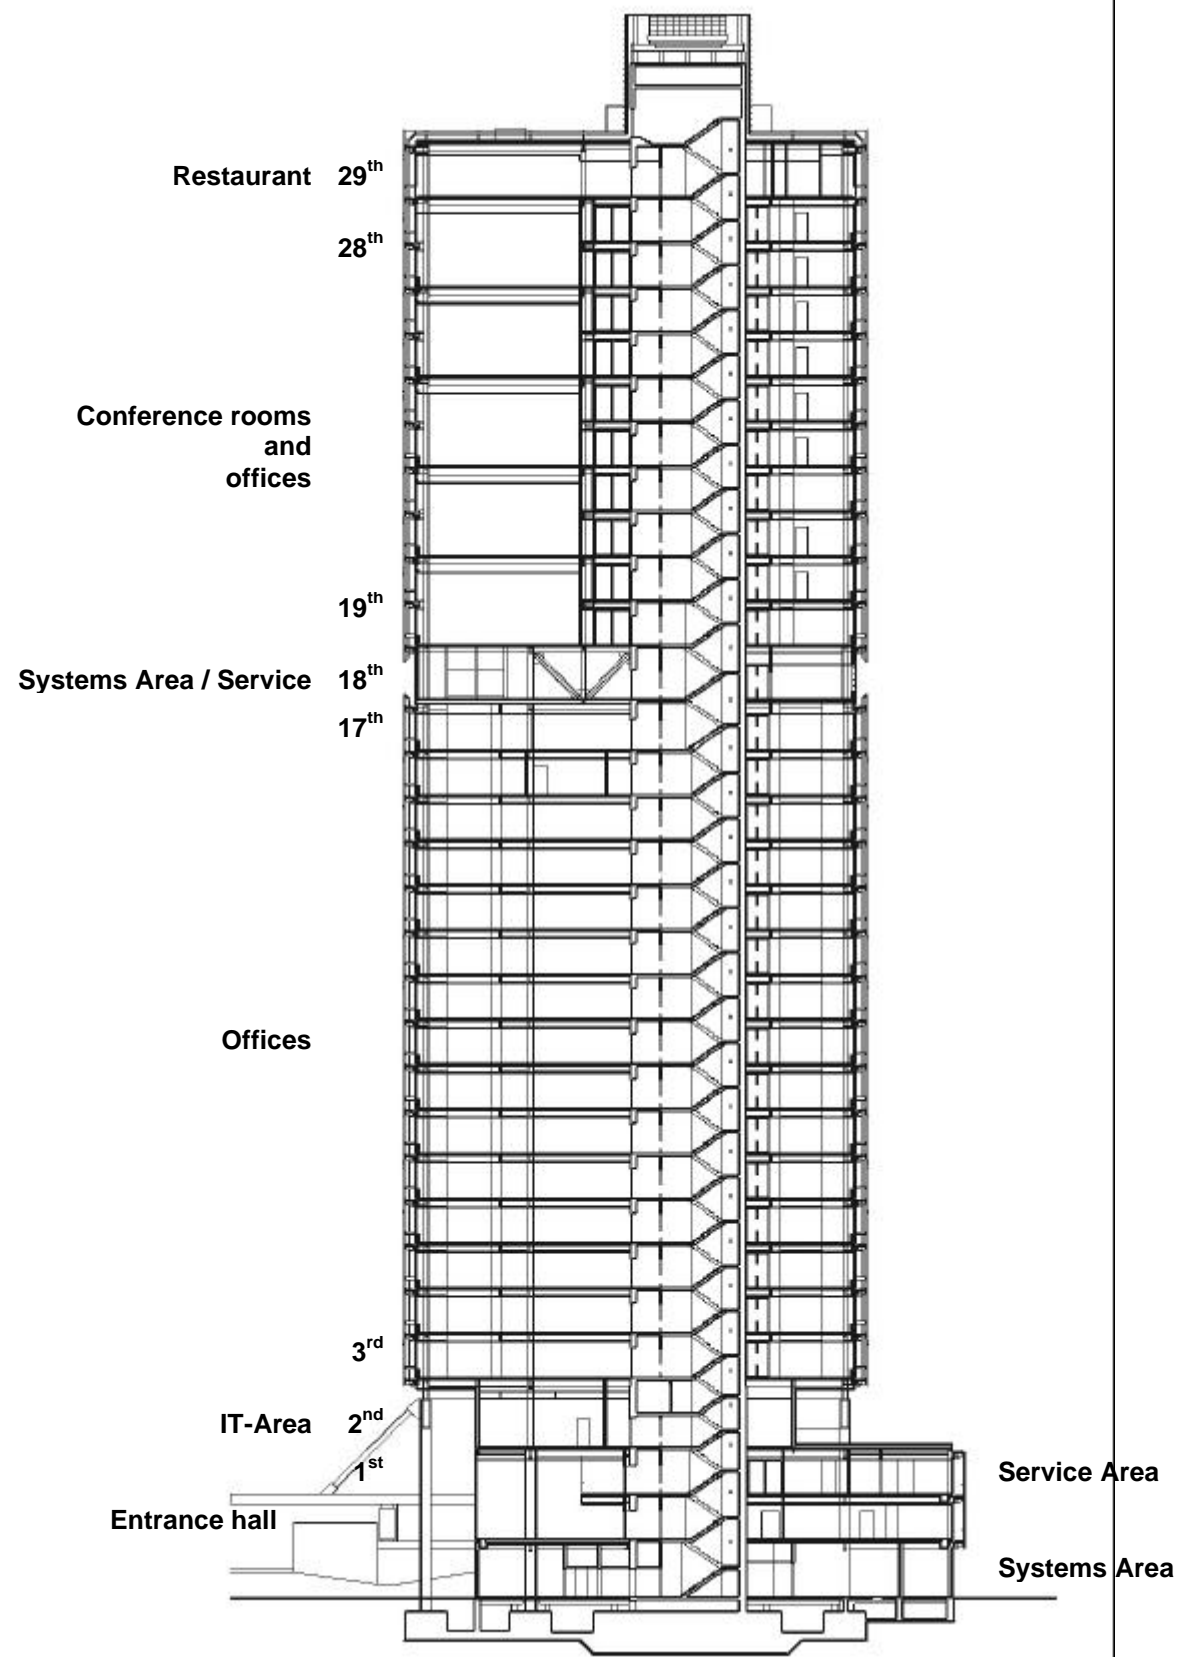 Restaurant 29th
28th
Conference rooms
and
offices
19th
Systems Area / Service 18th
17th
Offices
3rd
IT-Area 2nd
1st
Service Area
Entrance hall
Systems Area